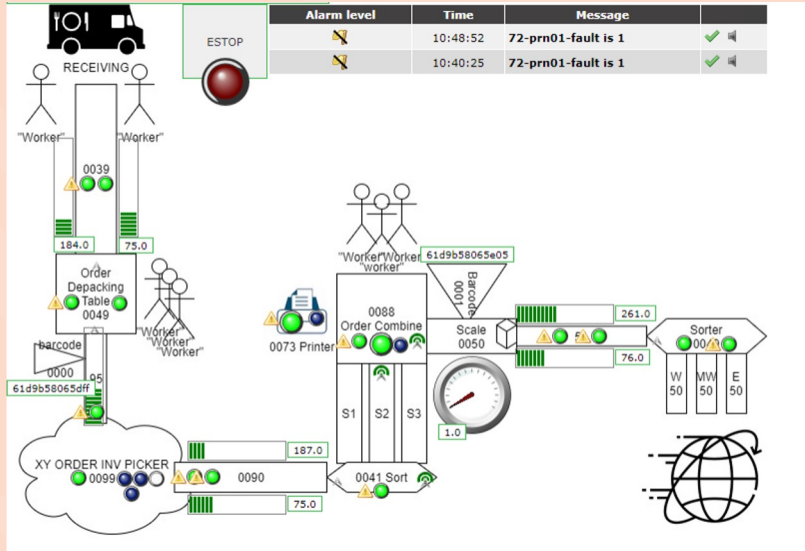 Alarm level Time Message
10:48:52 72-prn01-fault is 1
10:40:25 72-prn01-fault is 1
ESTOP
RECEIVING
"Worker" "Worker"
0039
184.0 75.0
Order
Depacking
Table
0049
"Worker"
"Worker"
"Worker"
barcode
0000
61d9b58065dff
95
XY ORDER INV PICKER
0099
187.0
0090
75.0
"Worker" "Worker"
"worker"
61d9b58065e05
Barcode
0001
0088
Order Combine
0073 Printer
Scale
0050
261.0
76.0
Sorter
W MW E
50 50 50
S1 S2 S3
1.0
0041 Sort